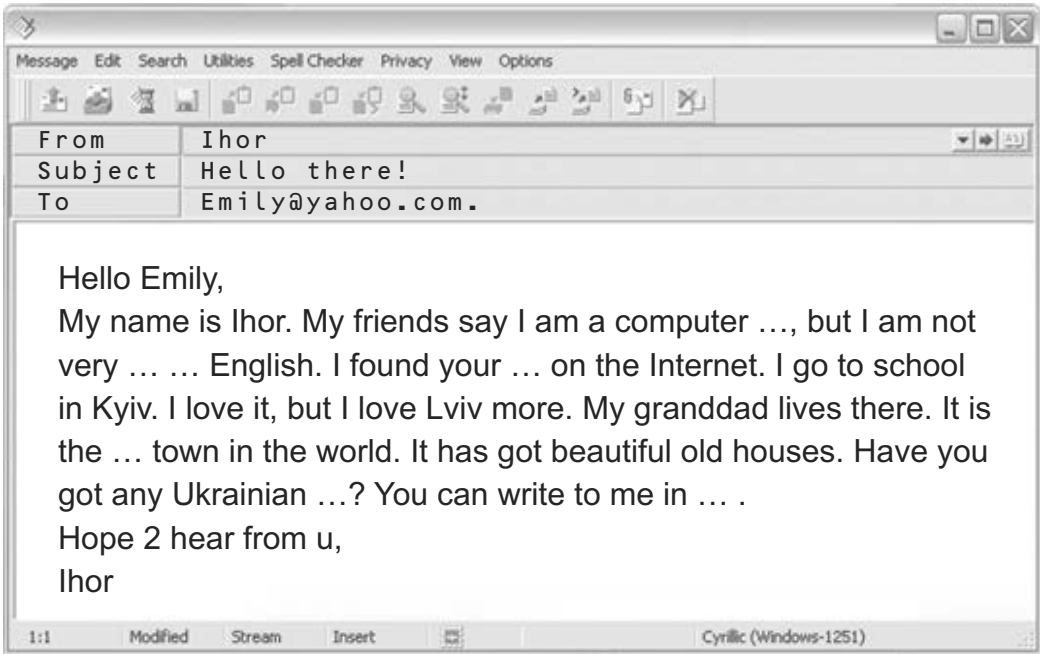 Message Edit Search Utilities Spell Checker Privacy View Options
From Ihor
Subject Hello there!
To Emily@yahoo.com.
Hello Emily,
My name is Ihor. My friends say I am a computer …, but I am not
very … … English. I found your … on the Internet. I go to school
in Kyiv. I love it, but I love Lviv more. My granddad lives there. It is
the … town in the world. It has got beautiful old houses. Have you
got any Ukrainian …? You can write to me in … .
Hope 2 hear from u,
Ihor
1:1 Modified Stream Insert Cyrillic (Windows-1251)